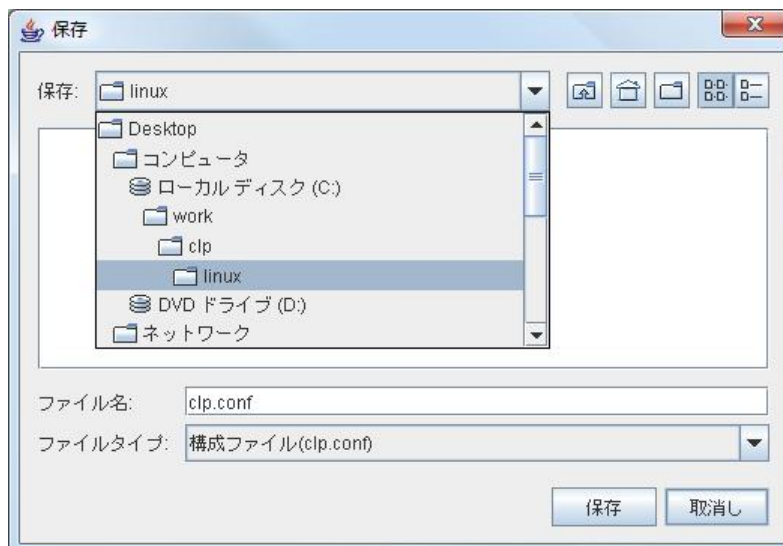 保存
保存: linux
Desktop
コンピュータ
ローカル ディスク (C:)
work
clp
linux
DVD ドライブ (D:)
ネットワーク
ファイル名: clp.conf
ファイルタイプ: 構成ファイル(clp.conf)
保存 取消し